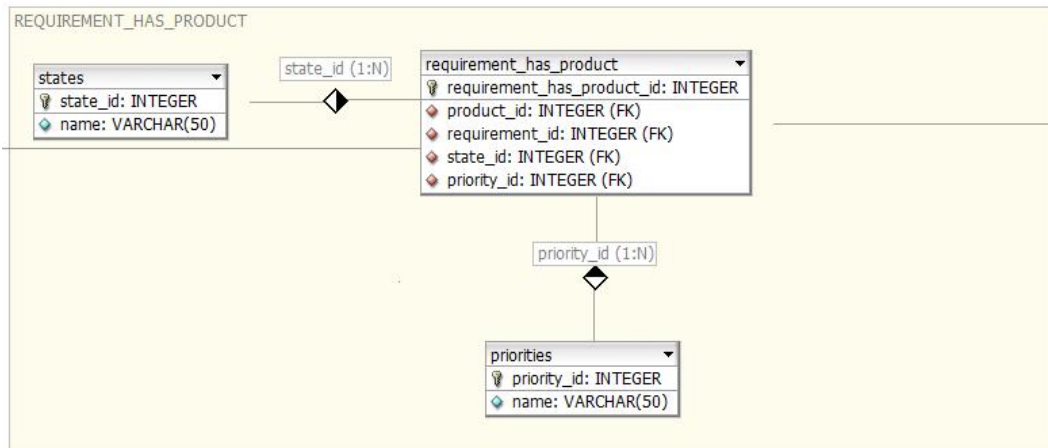 REQUIREMENT_HAS_PRODUCT
states
state_id: INTEGER
name: VARCHAR(50)
state_id (1:N)
requirement_has_product
requirement_has_product_id: INTEGER
product_id: INTEGER (FK)
requirement_id: INTEGER (FK)
state_id: INTEGER (FK)
priority_id: INTEGER (FK)
priority_id (1:N)
priorities
priority_id: INTEGER
name: VARCHAR(50)